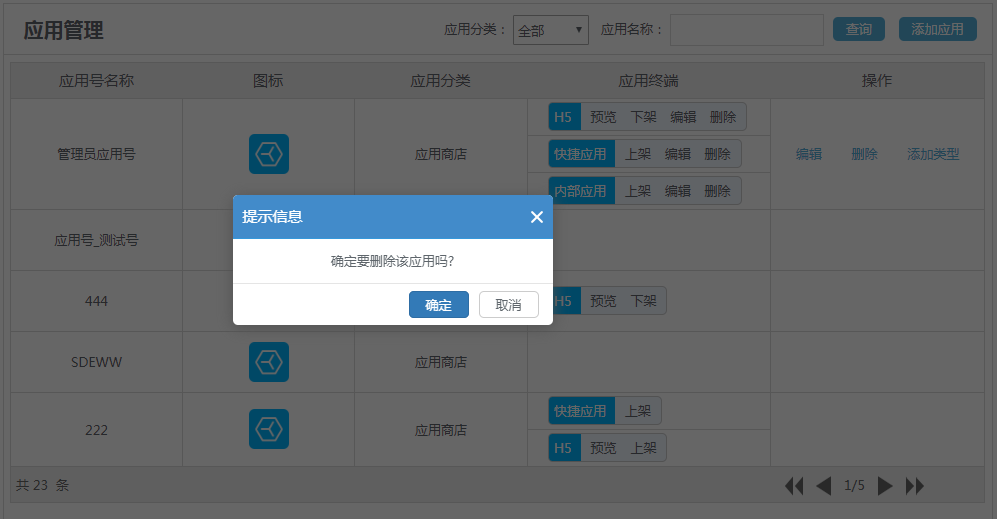 应用管理 应用分类： 全部 应用名称： 查询 添加应用
应用号名称 图标 应用分类 应用终端 操作
H5 预览 下架 编辑 删除
管理员应用号 应用商店 快捷应用 上架 编辑 删除 编辑 删除 添加类型
内部应用 上架 编辑 删除
提示信息
应用号_测试号
确定要删除该应用吗?
444 H5 预览 下架
确定 取消
SDEWW 应用商店
快捷应用 上架
222 应用商店
H5 预览 上架
共 23 条 1/5